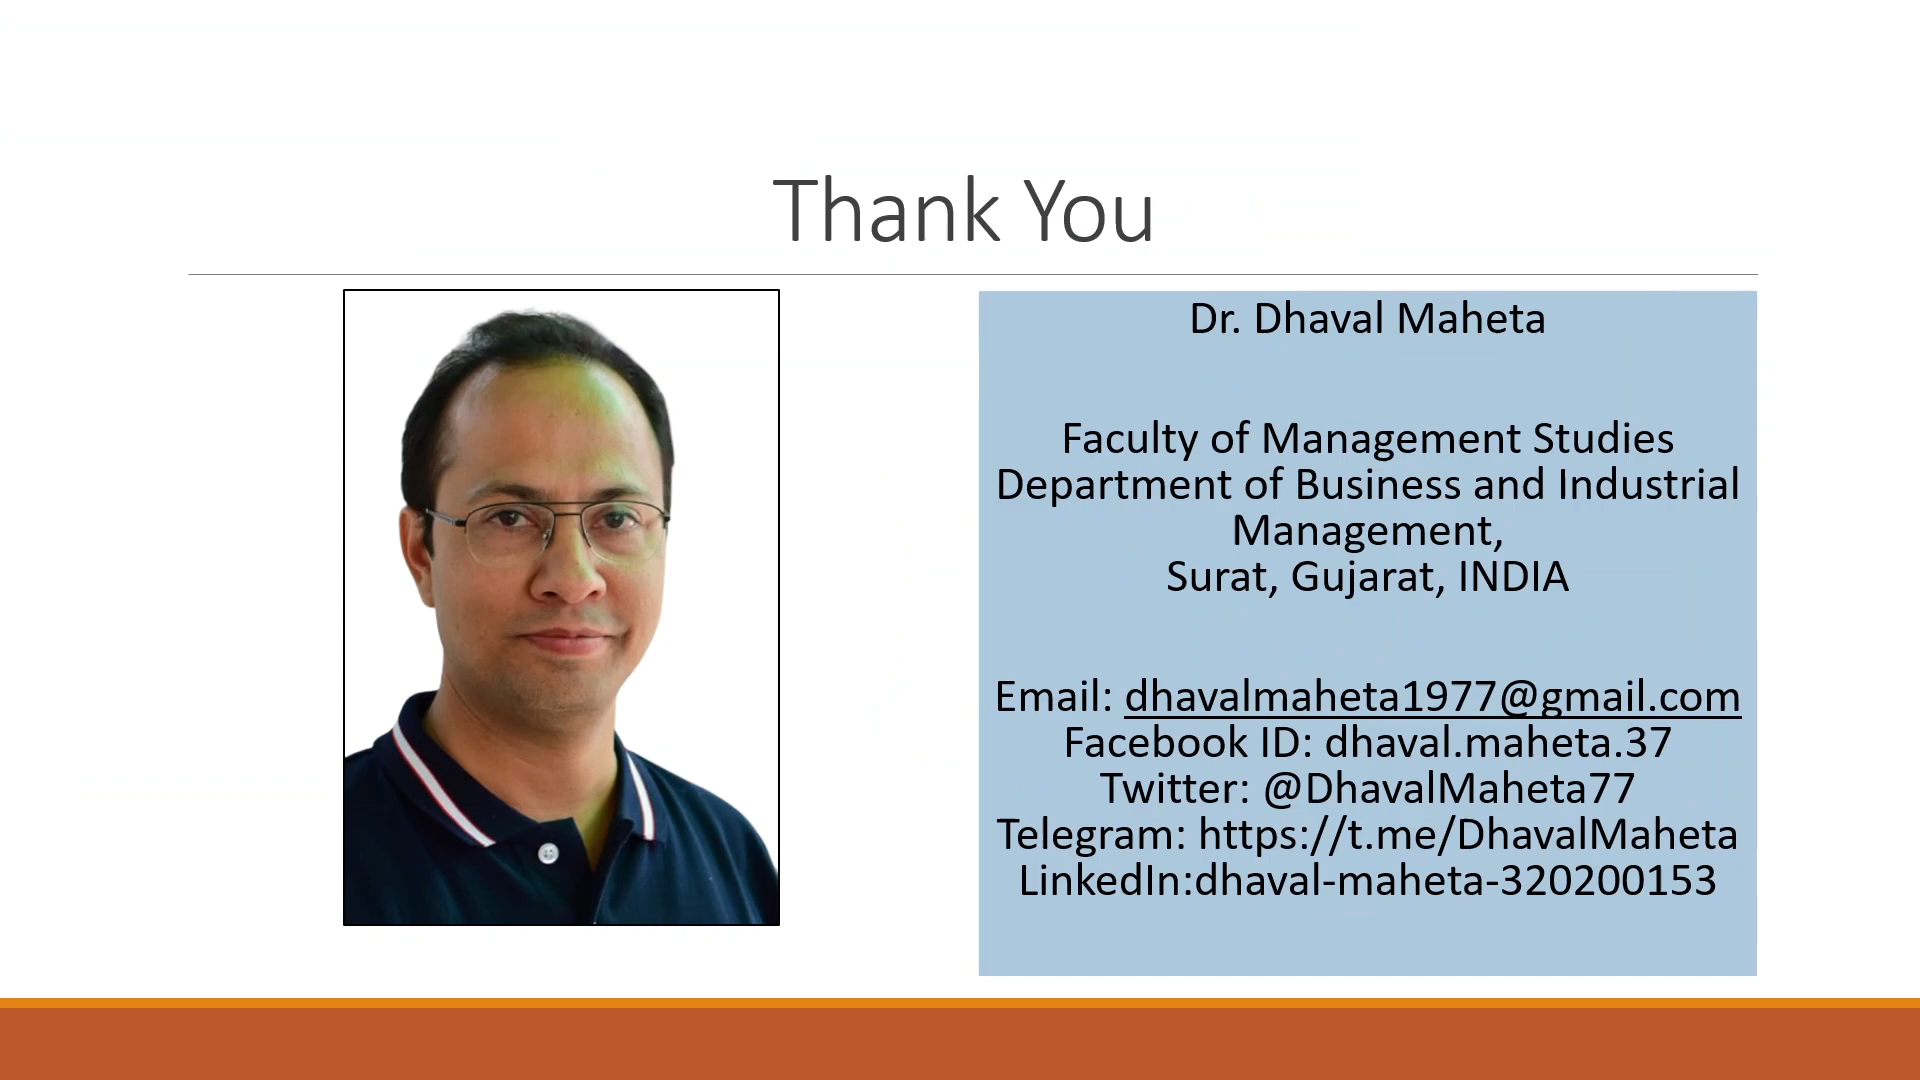 Thank You
Dr. Dhaval Maheta
Faculty of Management Studies
Department of Business and Industrial
Management,
Surat, Gujarat, INDIA
Email: dhavalmaheta1977@gmail.com
Facebook ID: dhaval.maheta.37
Twitter: @DhavalMaheta77
Telegram: https://t.me/DhavalMaheta
LinkedIn:dhaval-maheta-320200153